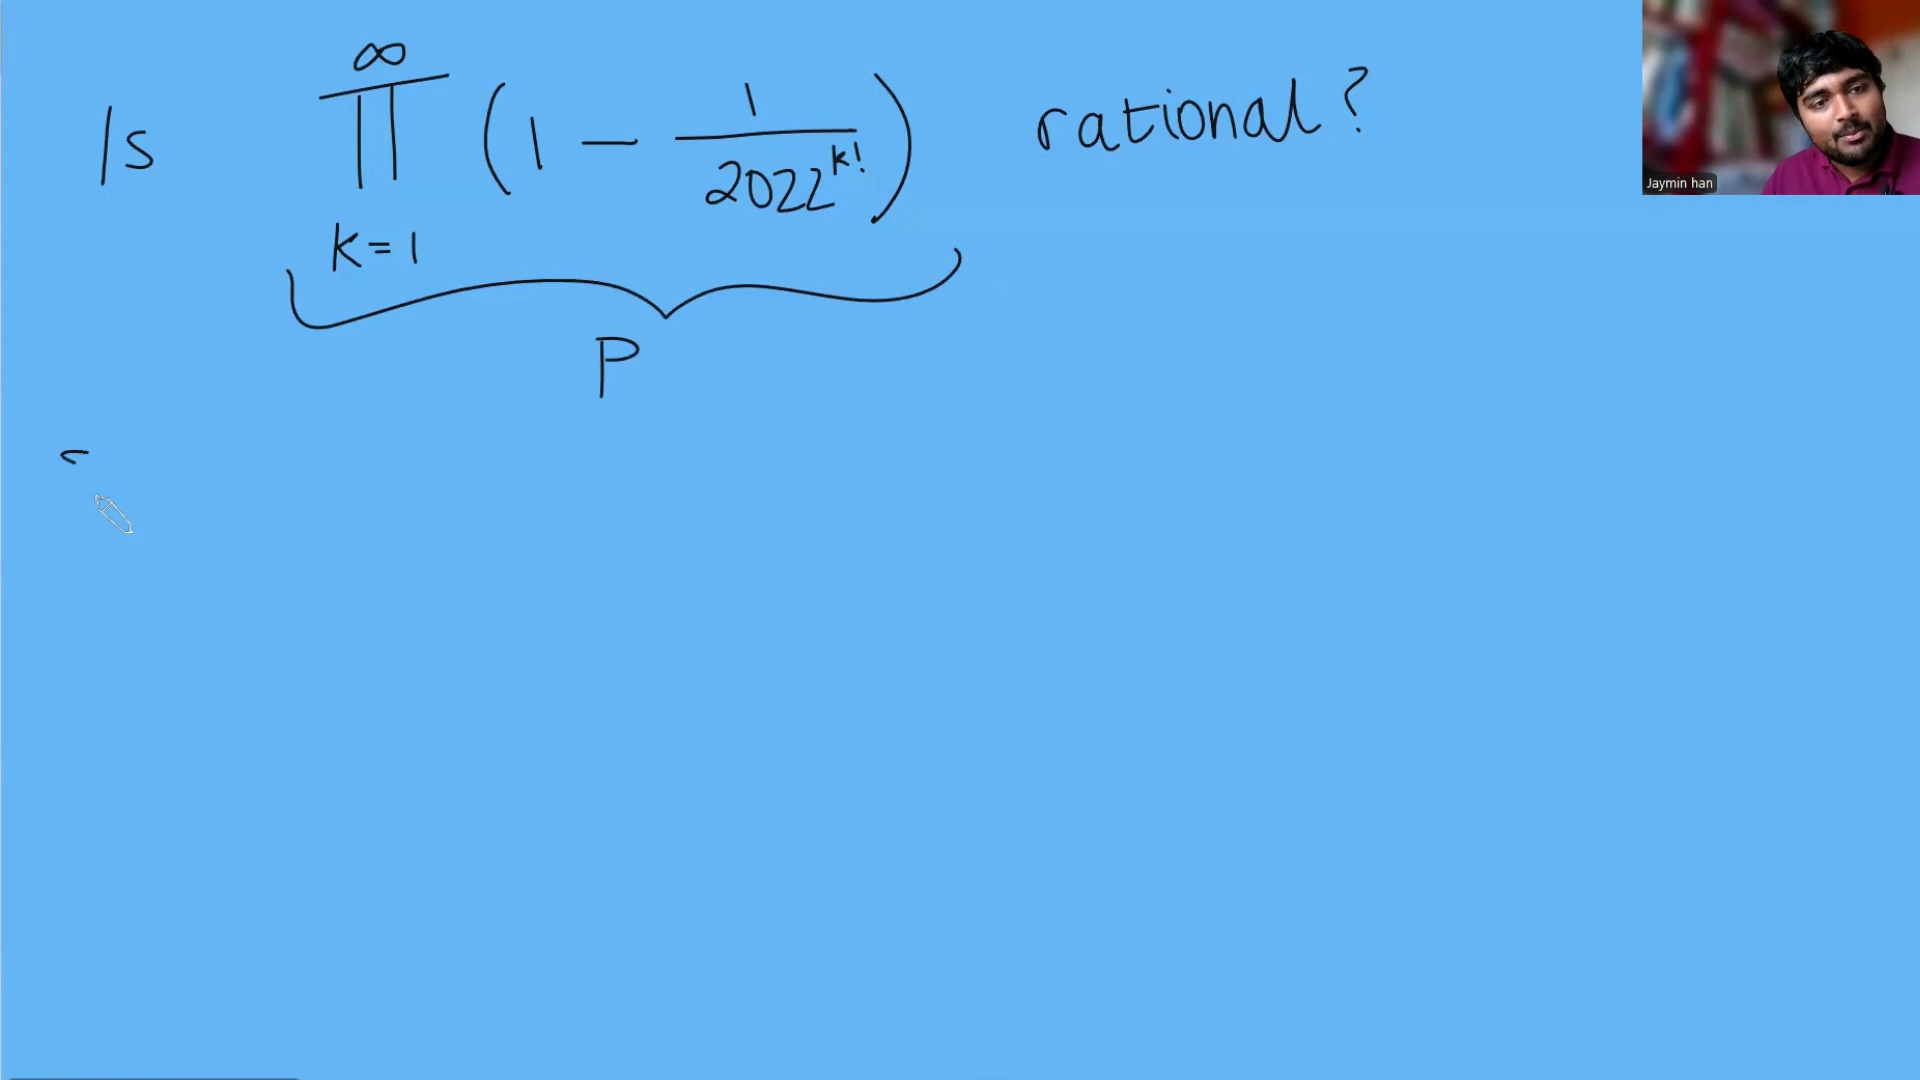 Is ∞ ∏ k=1 (1 - 1/2022^k!) rational?
P
Jaymin han